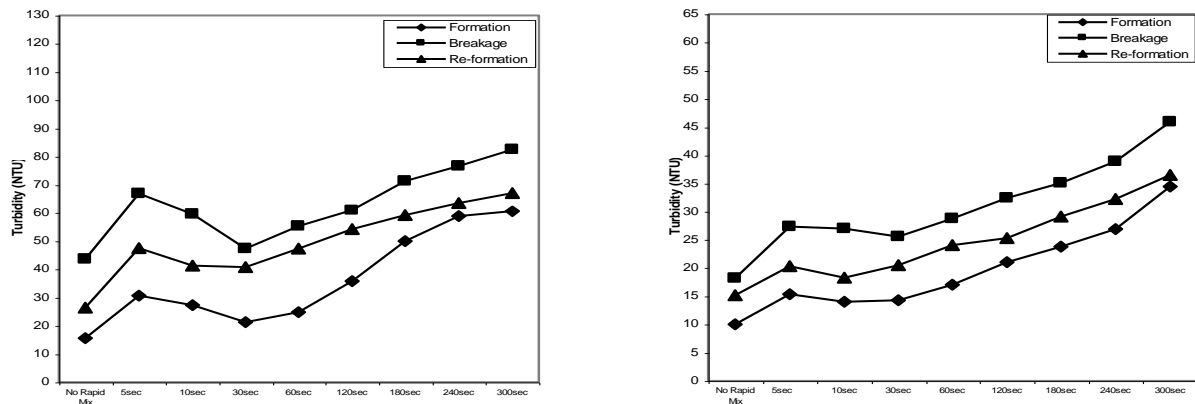 130
120
110
100
90
80
70
60
50
40
30
20
10
0
Turbidity (NTU)
Formation
Breakage
Re-formation
No Rapid
Mix
5sec
10sec
30sec
60sec
120sec
180sec
240sec
300sec
65
60
55
50
45
40
35
30
25
20
15
10
5
0
Turbidity (NTU)
Formation
Breakage
Re-formation
No Rapid
Mix
5sec
10sec
30sec
60sec
120sec
180sec
240sec
300sec